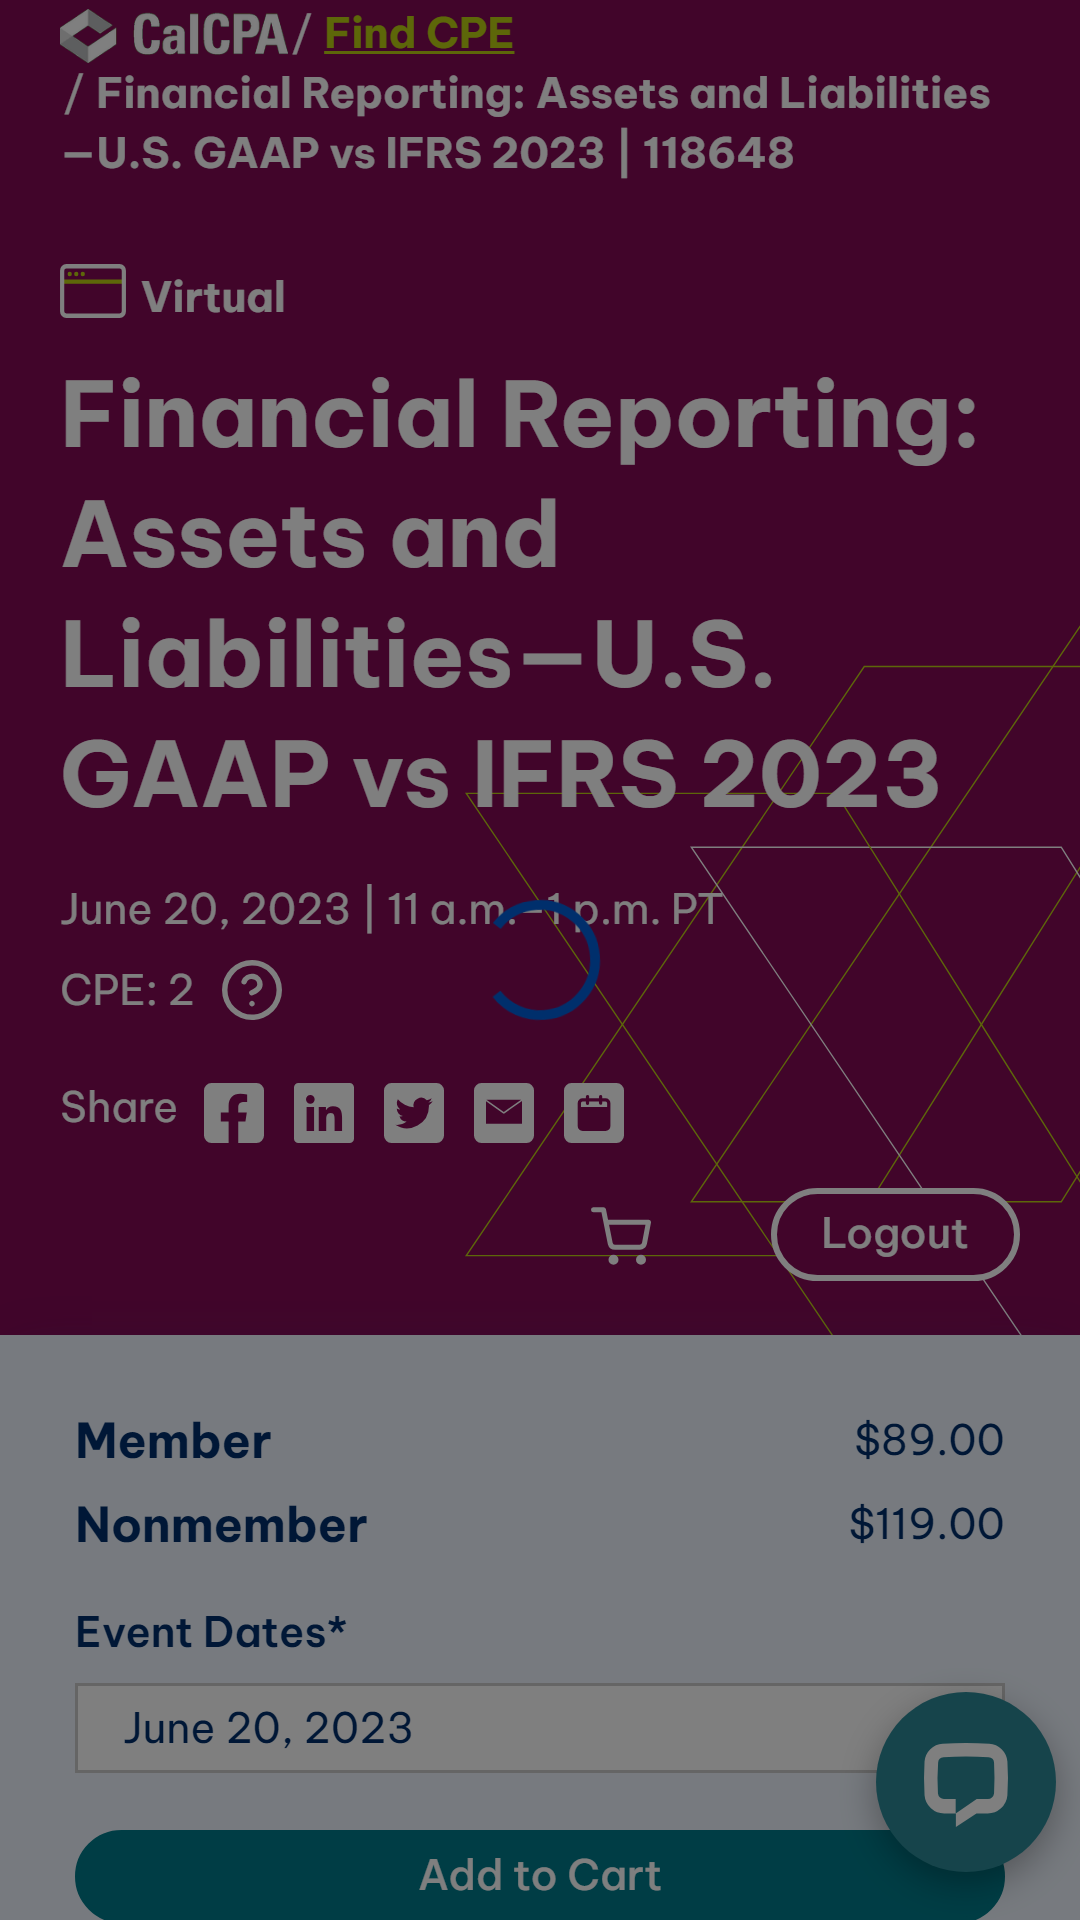 CalCPA / Find CPE
/ Financial Reporting: Assets and Liabilities
—U.S. GAAP vs IFRS 2023 | 118648
Virtual
Financial Reporting:
Assets and
Liabilities—U.S.
GAAP vs IFRS 2023
June 20, 2023 | 11 a.m.–1 p.m. PT
CPE: 2 ?
Share
Logout
Member $89.00
Nonmember $119.00
Event Dates*
June 20, 2023
Add to Cart